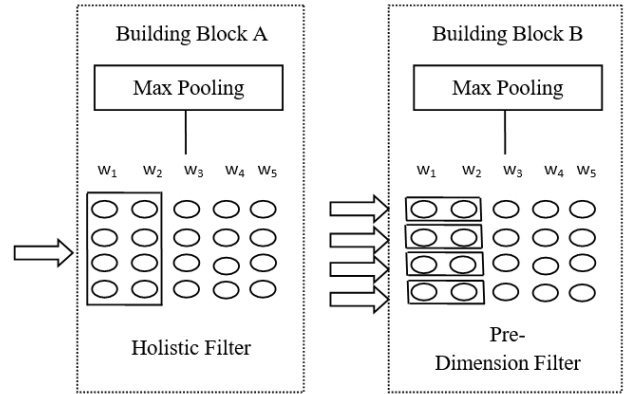 Building Block A
Max Pooling
w₁ w₂ w₃ w₄ w₅
Holistic Filter
Building Block B
Max Pooling
w₁ w₂ w₃ w₄ w₅
Pre-
Dimension Filter